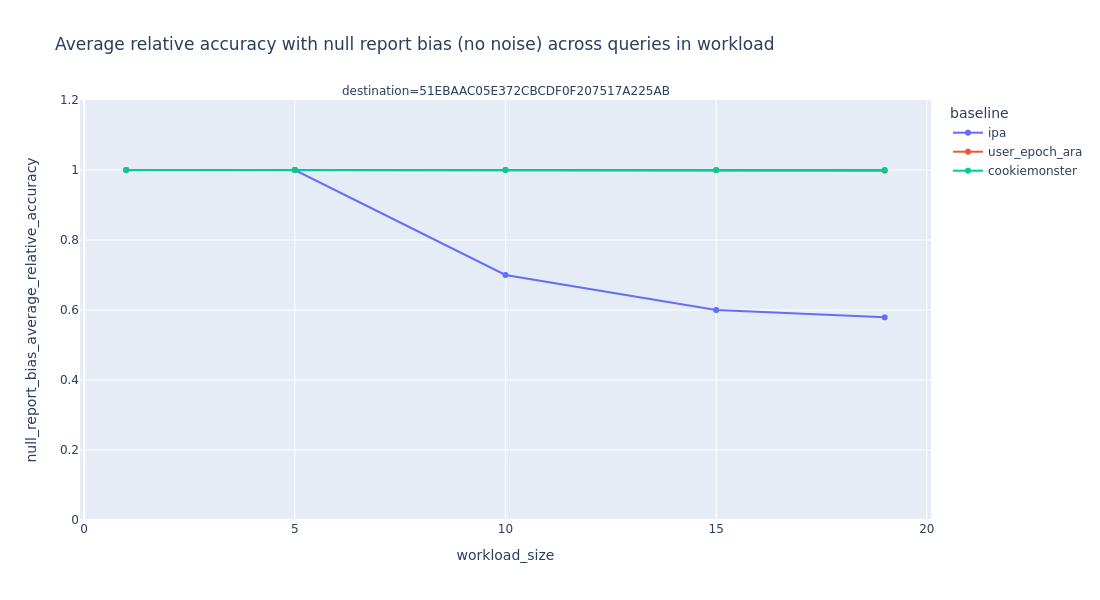 Average relative accuracy with null report bias (no noise) across queries in workload
destination=51EBAAC05E372CBCDF0F207517A225AB
null_report_bias_average_relative_accuracy
1.2
1
0.8
0.6
0.4
0.2
0
0
5
10
15
20
workload_size
baseline
ipa
user_epoch_ara
cookiemonster